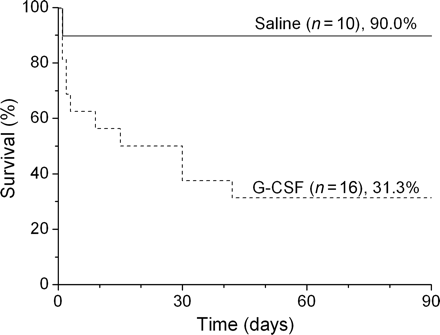 100
80
60
40
20
0
Survival (%)
Saline (n = 10), 90.0%
G-CSF (n = 16), 31.3%
0 30 60 90
Time (days)